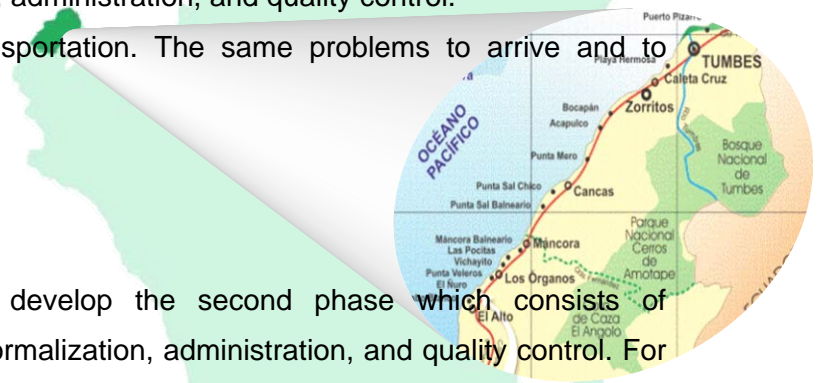 , administration, and quality control.
sportation. The same problems to arrive and to
develop the second phase which consists of
ormalization, administration, and quality control. For
Puerto Pizarro
TUMBES
Playa Hermosa
Caleta Cruz
Zorritos
Bocapán
Acapulco
Río Tumbes
OCÉANO
PACÍFICO
Punta Mero
Bosque
Nacional
de
Tumbes
Punta Sal Chico
Cancas
Punta Sal Balneario
Parque
Nacional
Cerros
de
Amotape
Máncora Balneario
Máncora
Las Pocitas
Vichayito
Punta Veleros
Los Órganos
El Ñuro
El Alto
de Caza
El Angolo